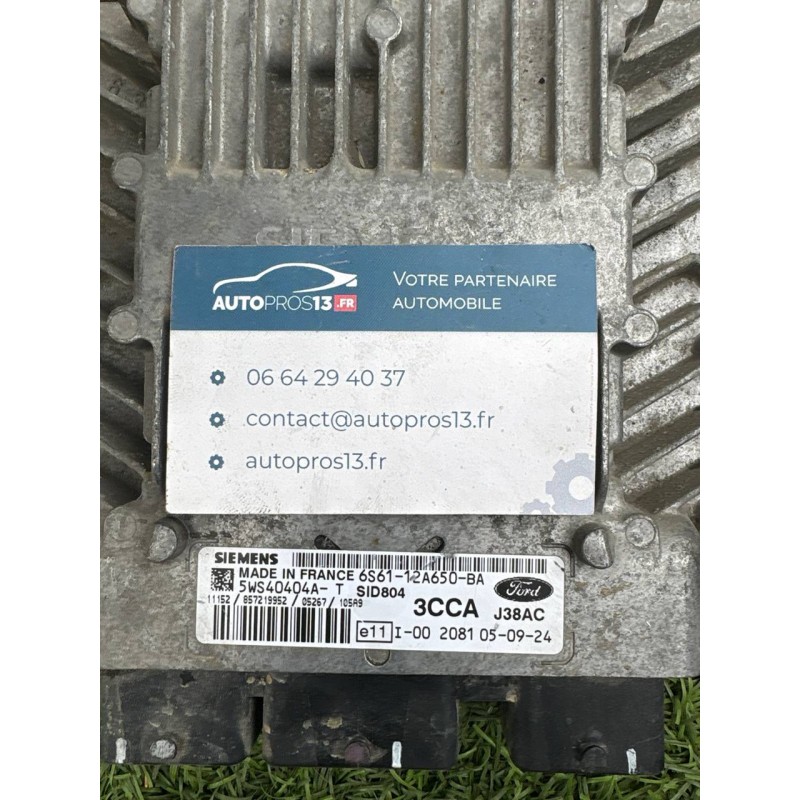 AUTOPROS13.FR
VOTRE PARTENAIRE
AUTOMOBILE
06 64 29 40 37
contact@autopros13.fr
autopros13.fr
SIEMENS
MADE IN FRANCE 6S61-12A650-BA
5WS40404A-T SID804
11152 / 857219952 / 05267 / 105A9
3CCA J38AC
Ford
e11 I-00 2081 05-09-24